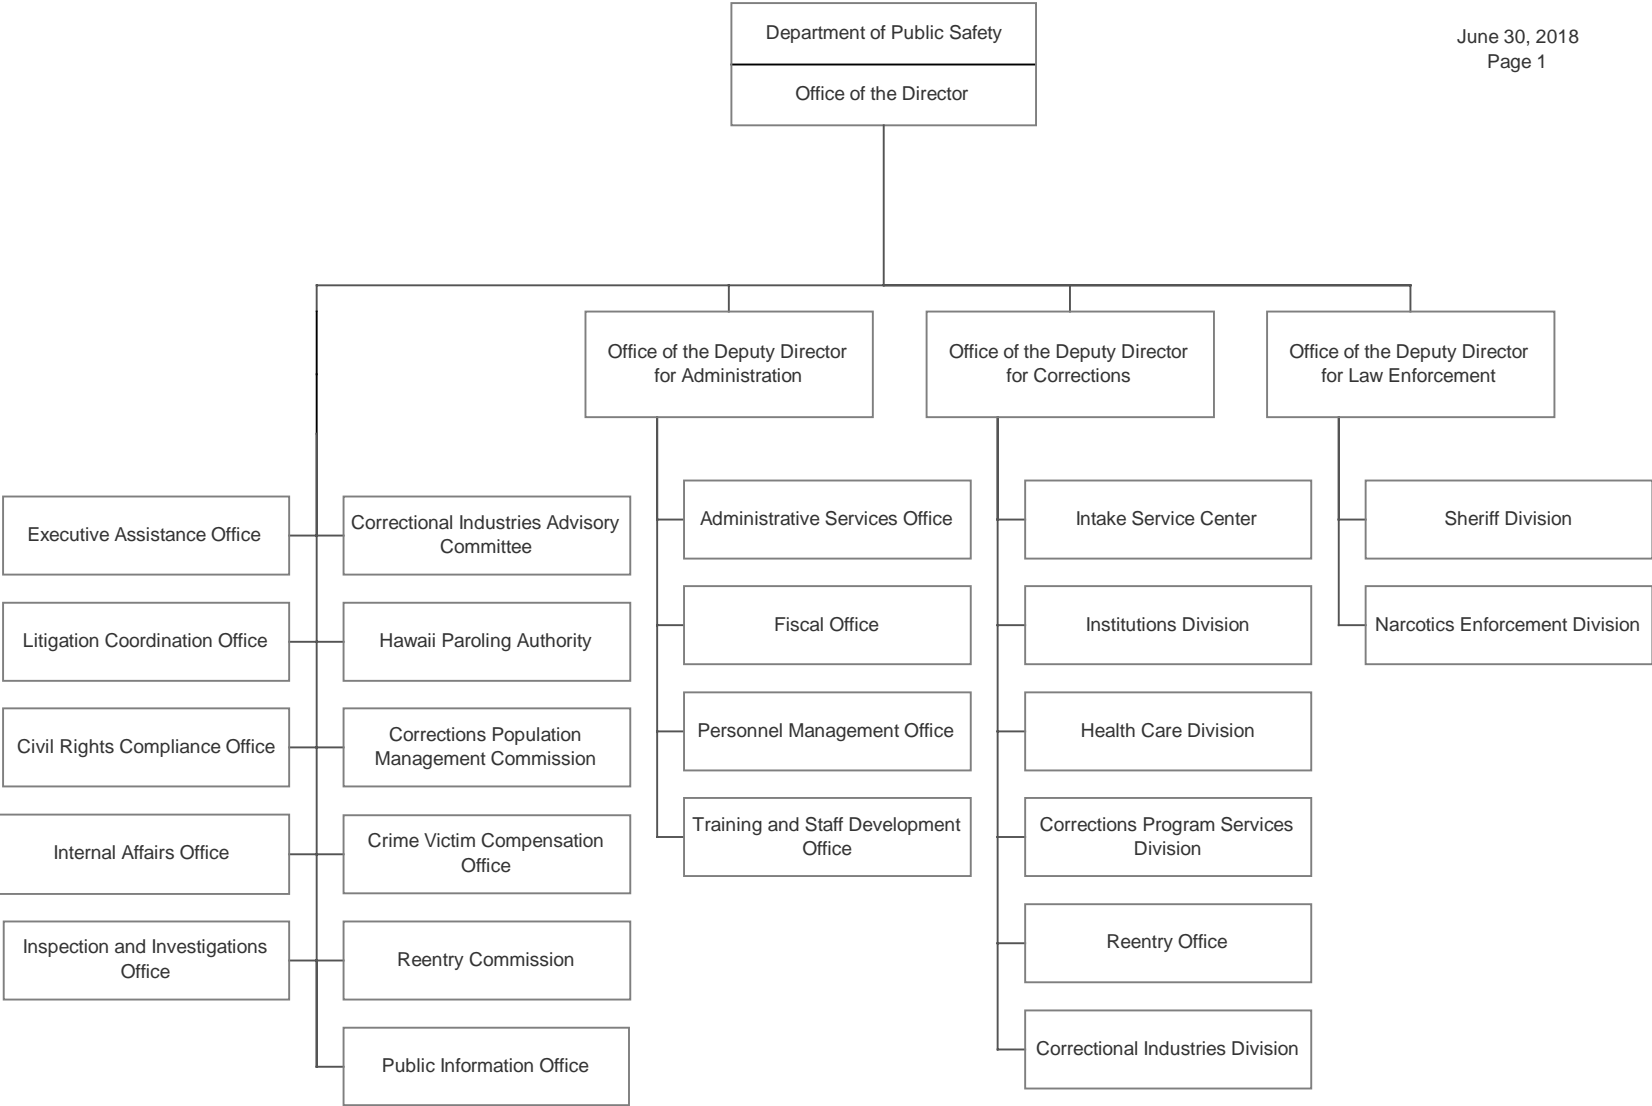 Department of Public Safety
Office of the Director
June 30, 2018
Page 1
Office of the Deputy Director
for Administration
Office of the Deputy Director
for Corrections
Office of the Deputy Director
for Law Enforcement
Executive Assistance Office
Litigation Coordination Office
Civil Rights Compliance Office
Internal Affairs Office
Inspection and Investigations
Office
Correctional Industries Advisory
Committee
Hawaii Paroling Authority
Corrections Population
Management Commission
Crime Victim Compensation
Office
Reentry Commission
Public Information Office
Administrative Services Office
Fiscal Office
Personnel Management Office
Training and Staff Development
Office
Intake Service Center
Institutions Division
Health Care Division
Corrections Program Services
Division
Reentry Office
Correctional Industries Division
Sheriff Division
Narcotics Enforcement Division